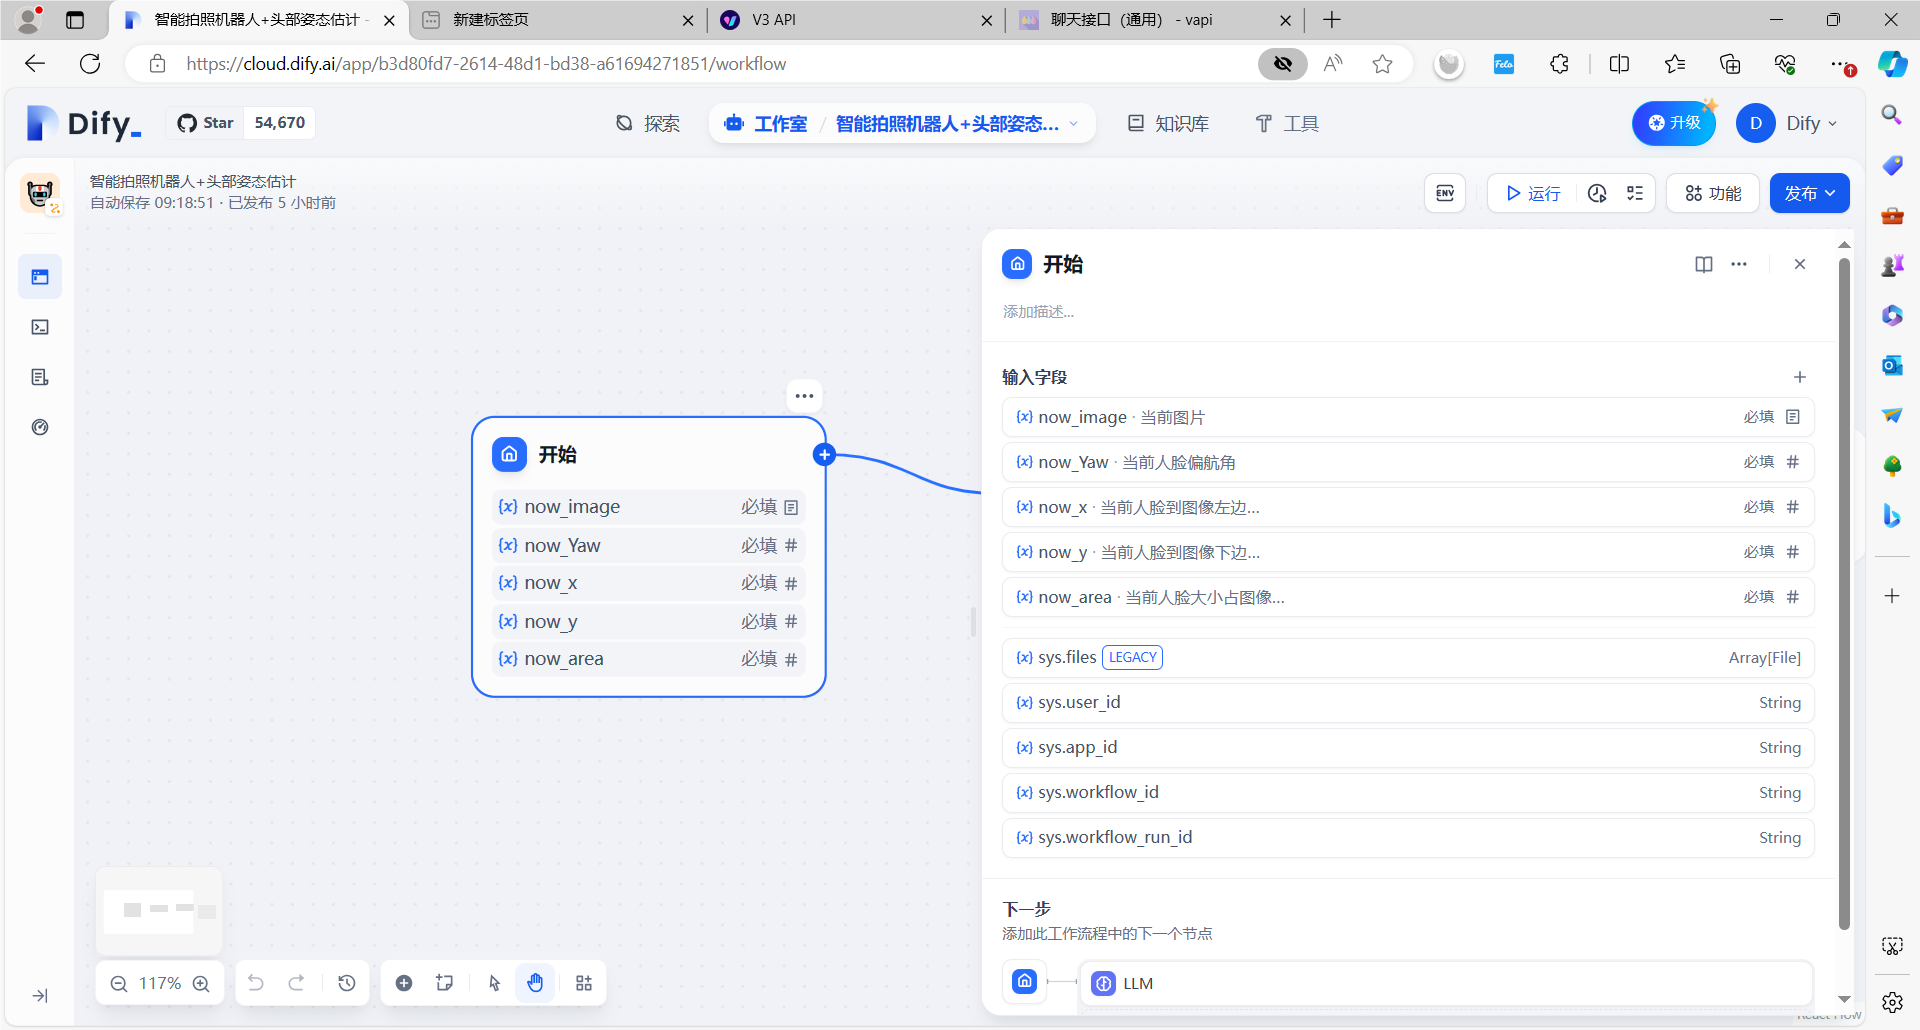 智能拍照机器人+头部姿态估计 -
新建标签页
V3 API
聊天接口（通用） - vapi
https://cloud.dify.ai/app/b3d80fd7-2614-48d1-bd38-a61694271851/workflow
Felo
Dify_
Star 54,670
探索
工作室 / 智能拍照机器人+头部姿态...
知识库
工具
升级
D Dify
智能拍照机器人+头部姿态估计
自动保存 09:18:51 · 已发布 5 小时前
ENV
运行
功能
发布
开始
now_image 必填
now_Yaw 必填 #
now_x 必填 #
now_y 必填 #
now_area 必填 #
117%
开始
添加描述...
输入字段
{x} now_image · 当前图片 必填
{x} now_Yaw · 当前人脸偏航角 必填 #
{x} now_x · 当前人脸到图像左边... 必填 #
{x} now_y · 当前人脸到图像下边... 必填 #
{x} now_area · 当前人脸大小占图像... 必填 #
{x} sys.files LEGACY Array[File]
{x} sys.user_id String
{x} sys.app_id String
{x} sys.workflow_id String
{x} sys.workflow_run_id String
下一步
添加此工作流程中的下一个节点
LLM
React Flow